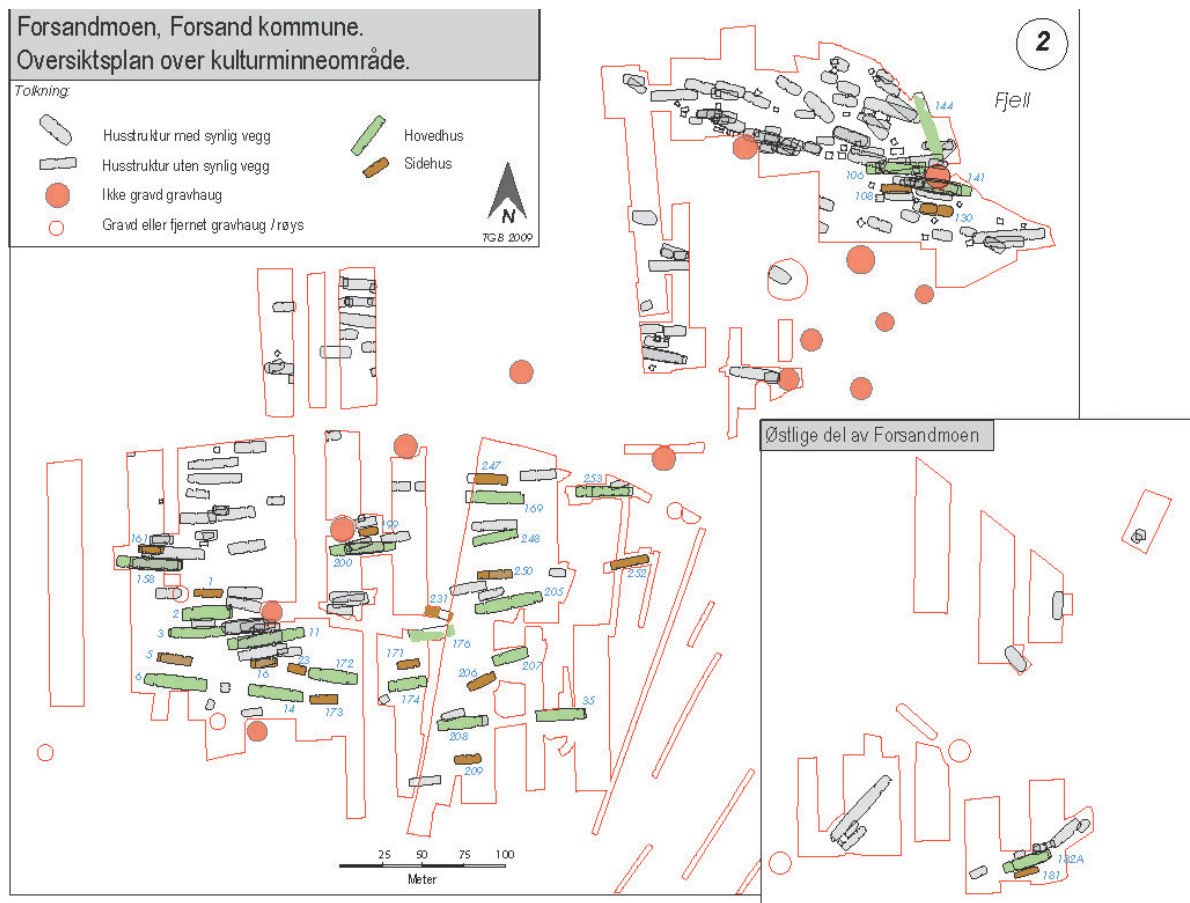 Forsandmoen, Forsand kommune.
Oversiktsplan over kulturminneområde.
Tolkning:
Husstruktur med synlig vegg
Husstruktur uten synlig vegg
Ikke gravd gravhaug
Gravd eller fjernet gravhaug / røys
Hovedhus
Sidehus
N
TGB 2009
2
Fjell
144
106
141
108
130
247
253
169
161
199
248
158
200
250
252
1
231
205
2
3
11
176
5
23
171
207
6
16
172
206
174
14
173
35
208
209
25 50 75 100
Meter
Østlige del av Forsandmoen
182A
181